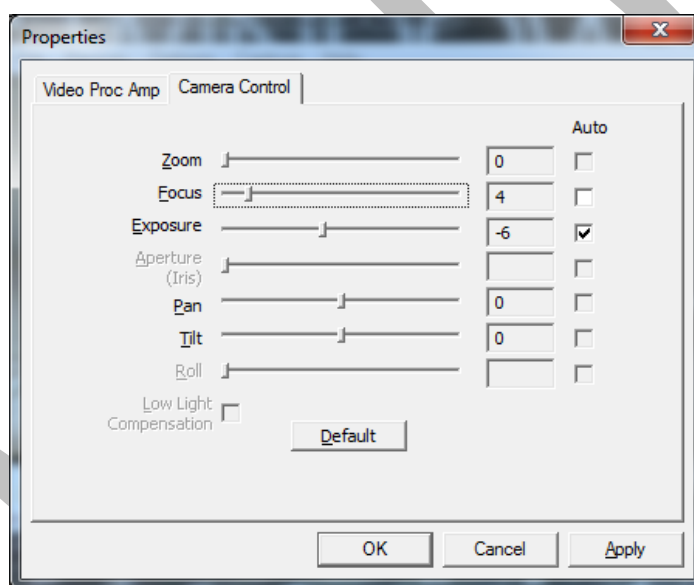 Properties
Video Proc Amp Camera Control
Auto
Zoom 0
Focus 4
Exposure -6
Aperture
(Iris)
Pan 0
Tilt 0
Roll
Low Light
Compensation
Default
OK Cancel Apply